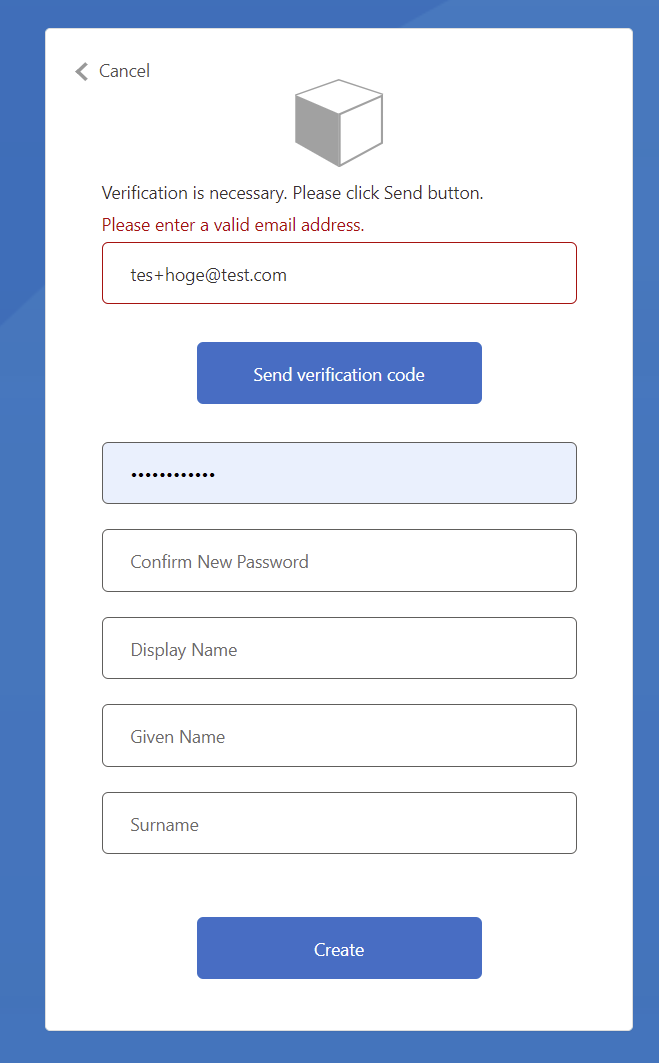 Cancel
Verification is necessary. Please click Send button.
Please enter a valid email address.
tes+hoge@test.com
Send verification code
••••••••••••
Confirm New Password
Display Name
Given Name
Surname
Create